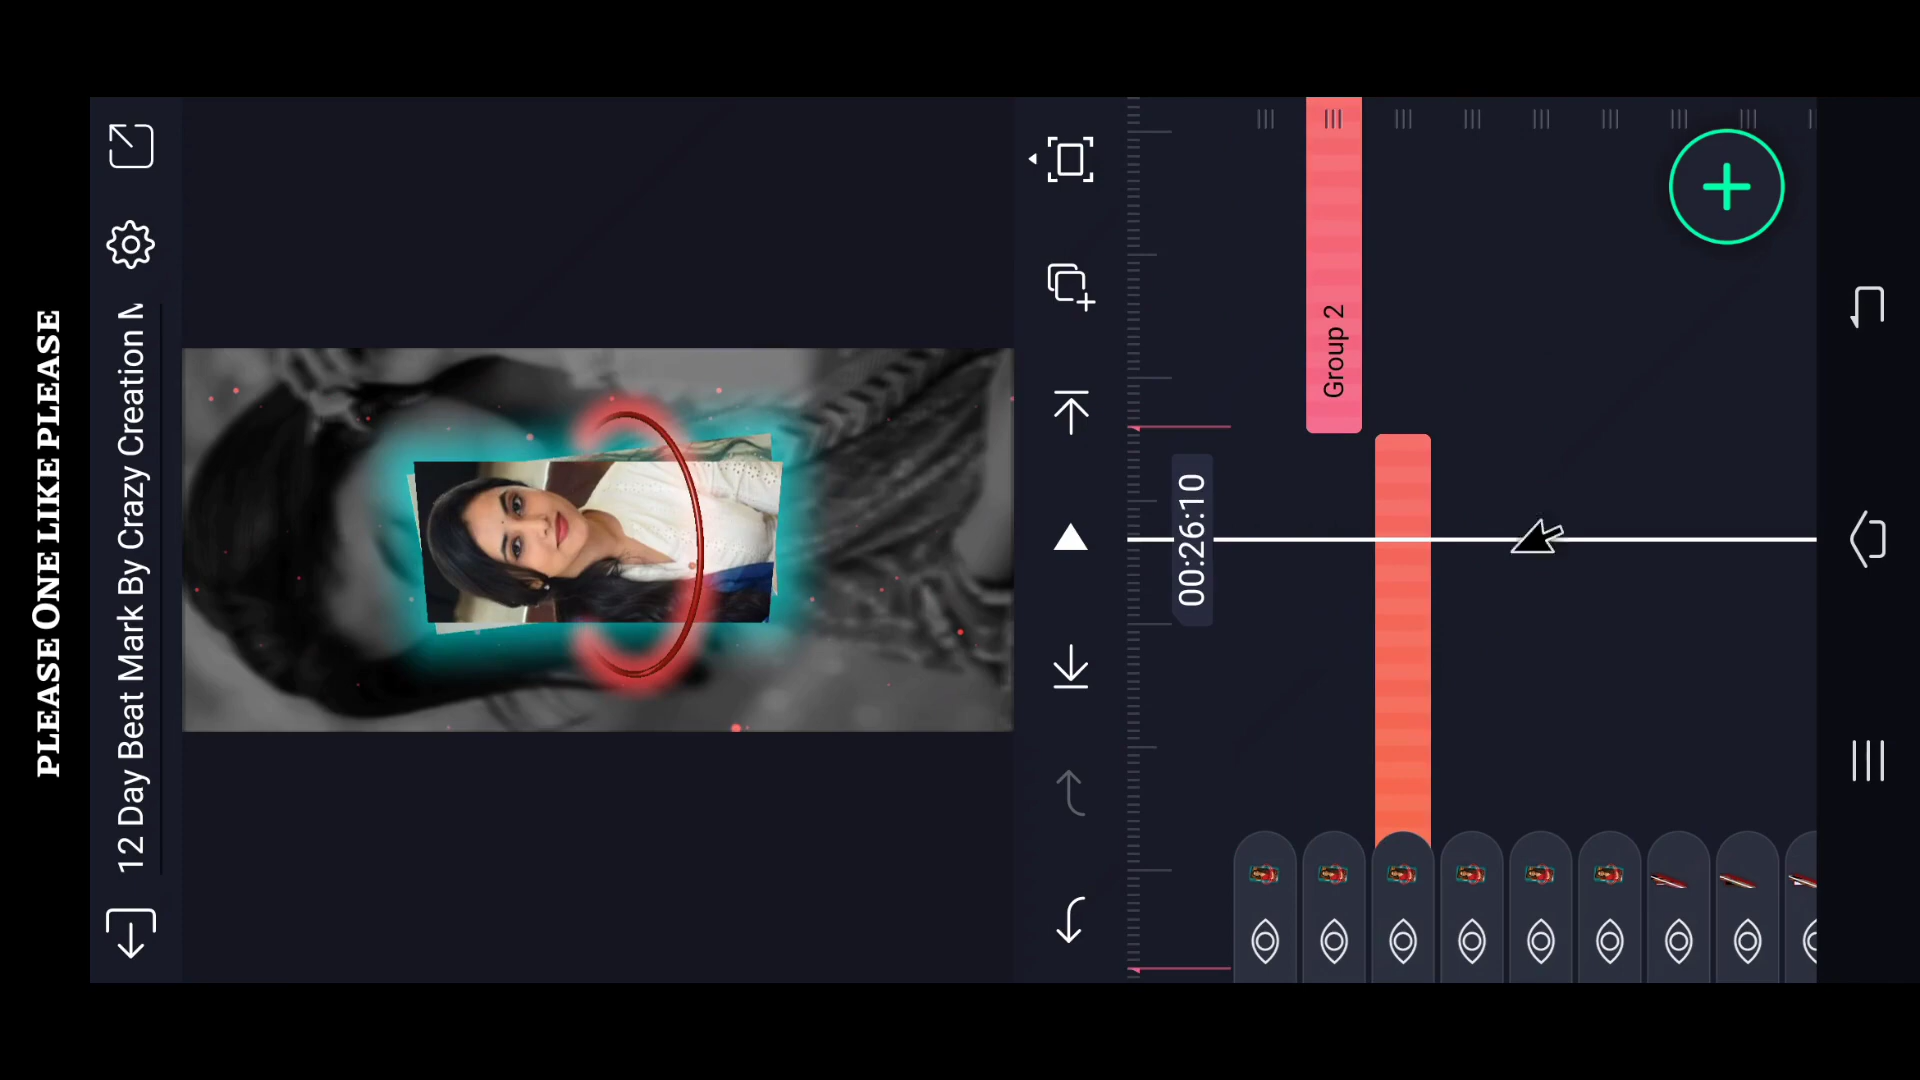 PLEASE ONE LIKE PLEASE
12 Day Beat Mark By Crazy Creation
00:26:10
Group 2